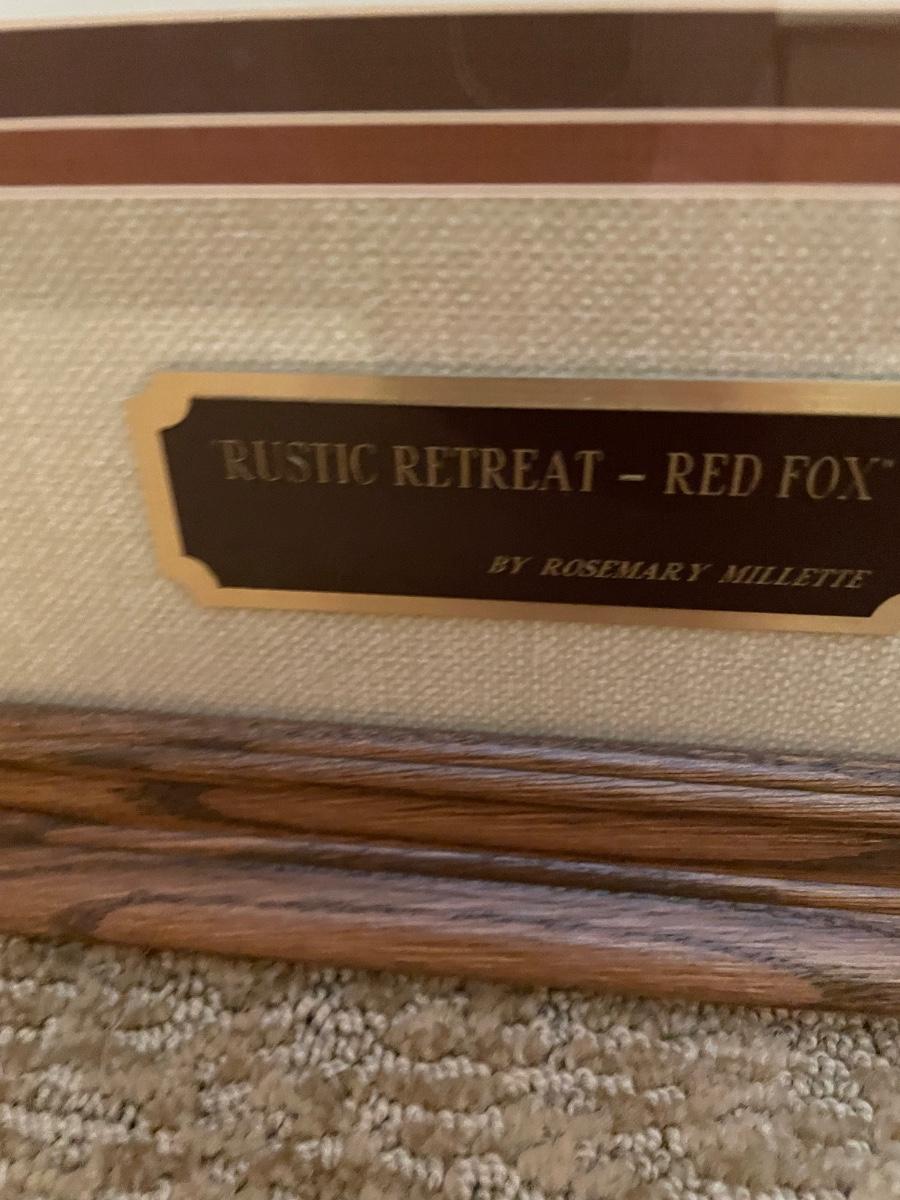 "RUSTIC RETREAT – RED FOX"
BY ROSEMARY MILLETTE